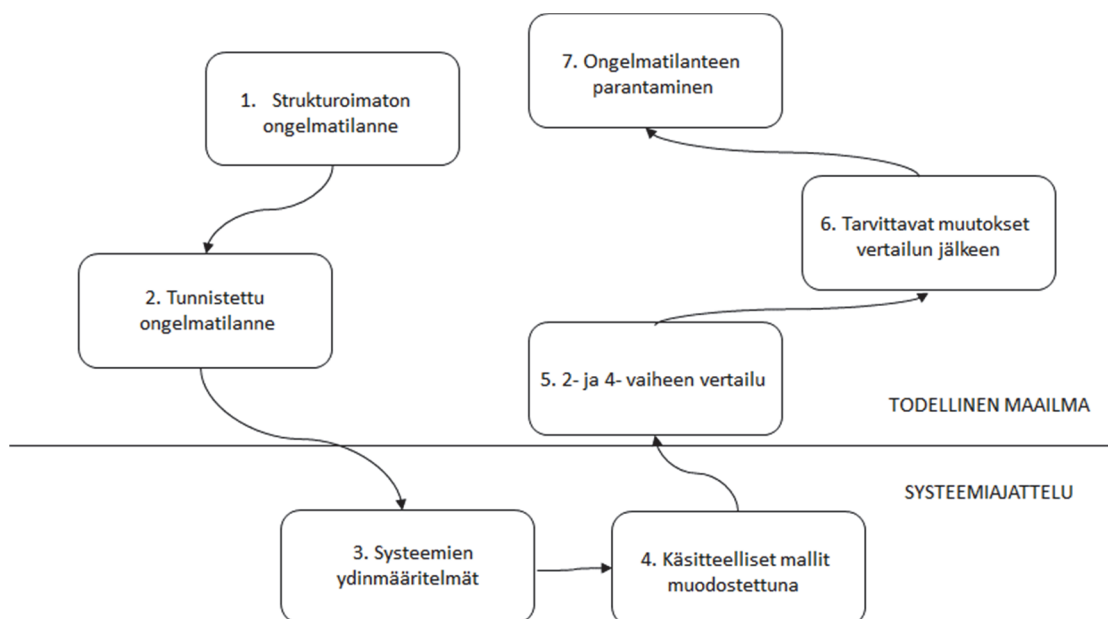 1. Strukturoimaton
ongelmatilanne
2. Tunnistettu
ongelmatilanne
3. Systeemien
ydinmääritelmät
4. Käsitteelliset mallit
muodostettuna
5. 2- ja 4- vaiheen vertailu
6. Tarvittavat muutokset
vertailun jälkeen
7. Ongelmatilanteen
parantaminen
TODELLINEN MAAILMA
SYSTEEMIAJATTELU